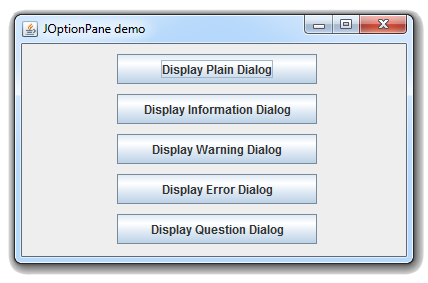 JOptionPane demo
Display Plain Dialog
Display Information Dialog
Display Warning Dialog
Display Error Dialog
Display Question Dialog